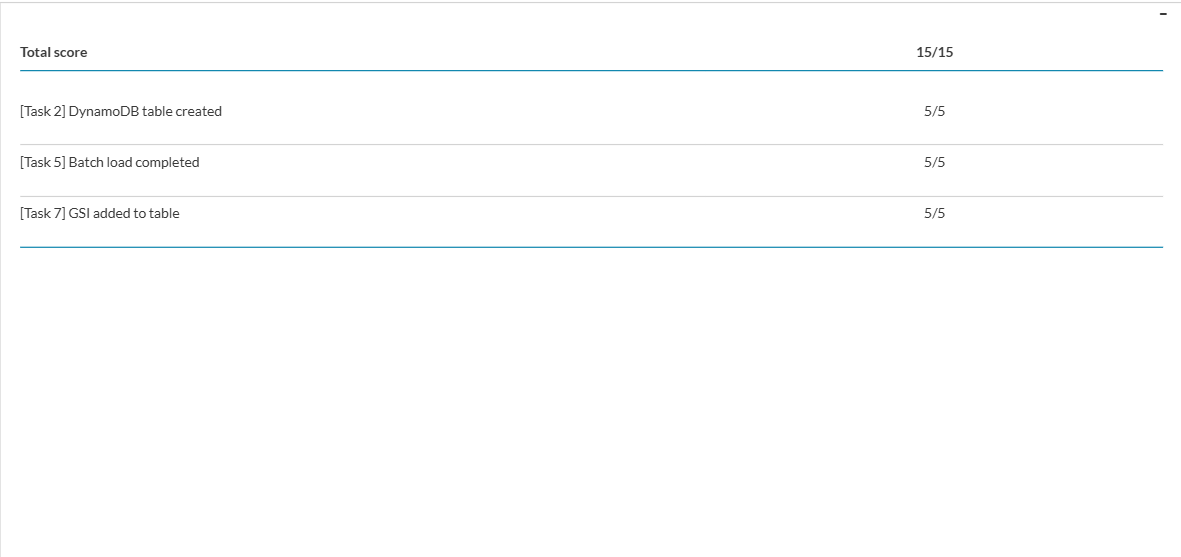 Total score 15/15
[Task 2] DynamoDB table created 5/5
[Task 5] Batch load completed 5/5
[Task 7] GSI added to table 5/5